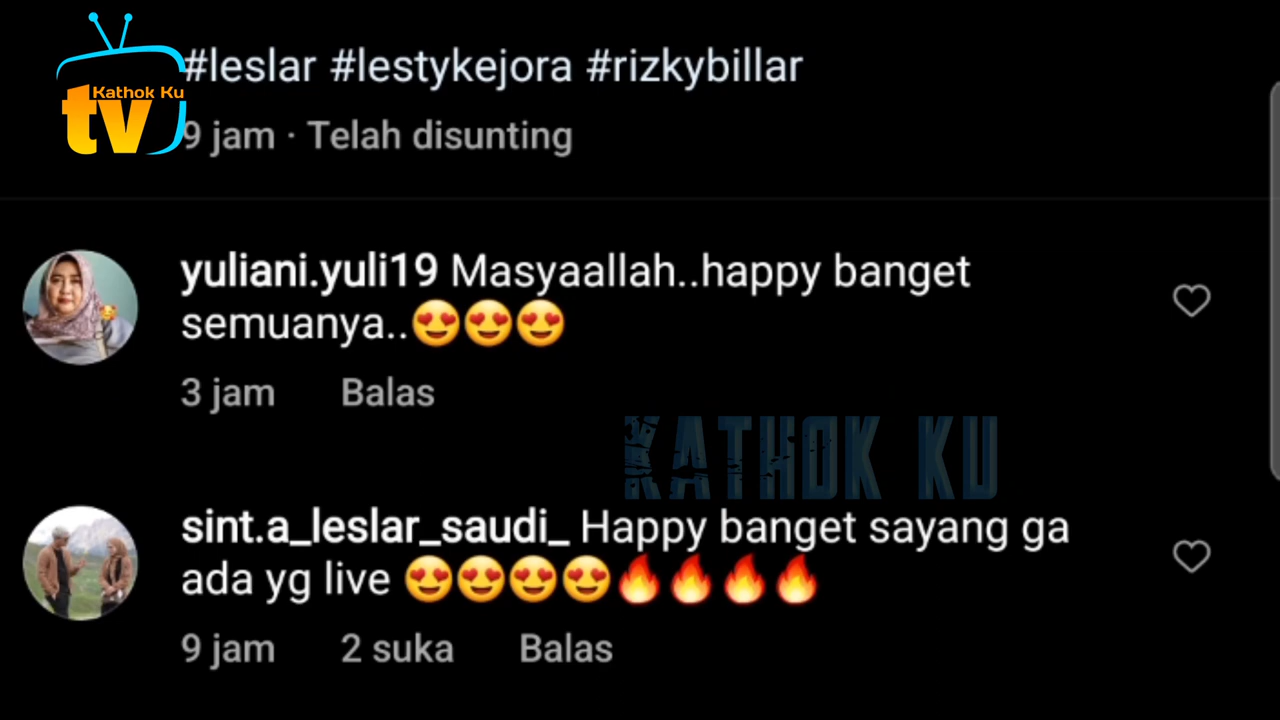 #leslar #lestykejora #rizkybillar
Kathok Ku
tv
9 jam · Telah disunting
yuliani.yuli19 Masyaallah..happy banget
semuanya..😍😍😍
3 jam Balas
KATHOK KU
sint.a_leslar_saudi_ Happy banget sayang ga
ada yg live 😍😍😍😍🔥🔥🔥🔥
9 jam 2 suka Balas